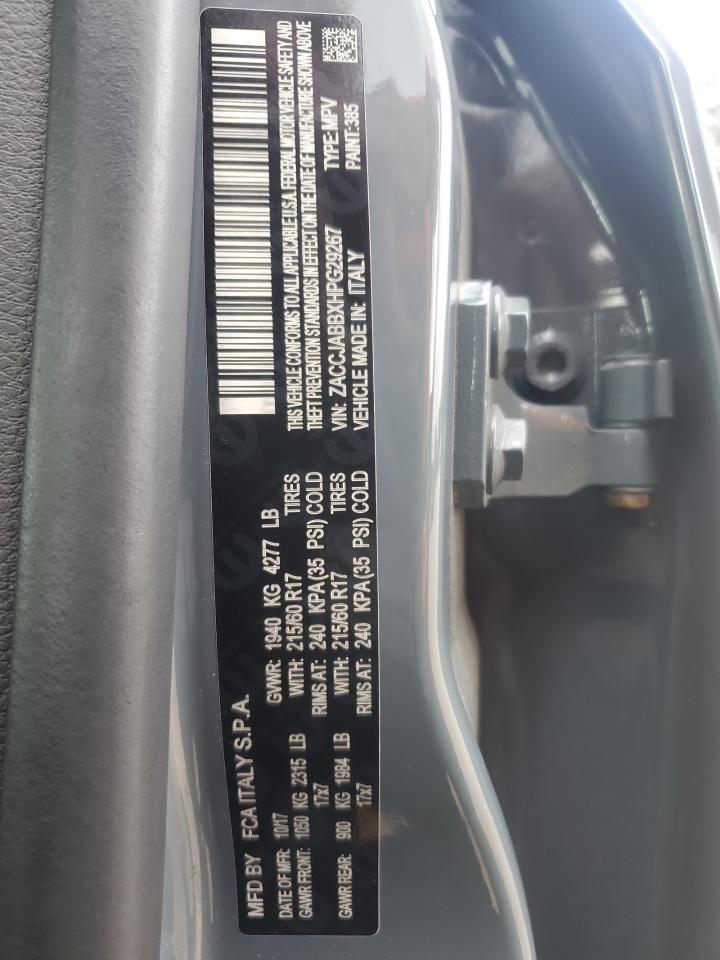 MFD BY FCA ITALY S.P.A.
DATE OF MFR: 10/17 GVWR: 1940 KG 4277 LB
GAWR FRONT: 1050 KG 2315 LB WITH: 215/60 R17 TIRES
17x7 RIMS AT: 240 KPA(35 PSI) COLD
GAWR REAR: 900 KG 1984 LB WITH: 215/60 R17 TIRES
17x7 RIMS AT: 240 KPA(35 PSI) COLD
THIS VEHICLE CONFORMS TO ALL APPLICABLE U.S.A. FEDERAL MOTOR VEHICLE SAFETY AND
THEFT PREVENTION STANDARDS IN EFFECT ON THE DATE OF MANUFACTURE SHOWN ABOVE
VIN: ZACCJABBXHPG29267 TYPE: MPV
VEHICLE MADE IN: ITALY PAINT:385